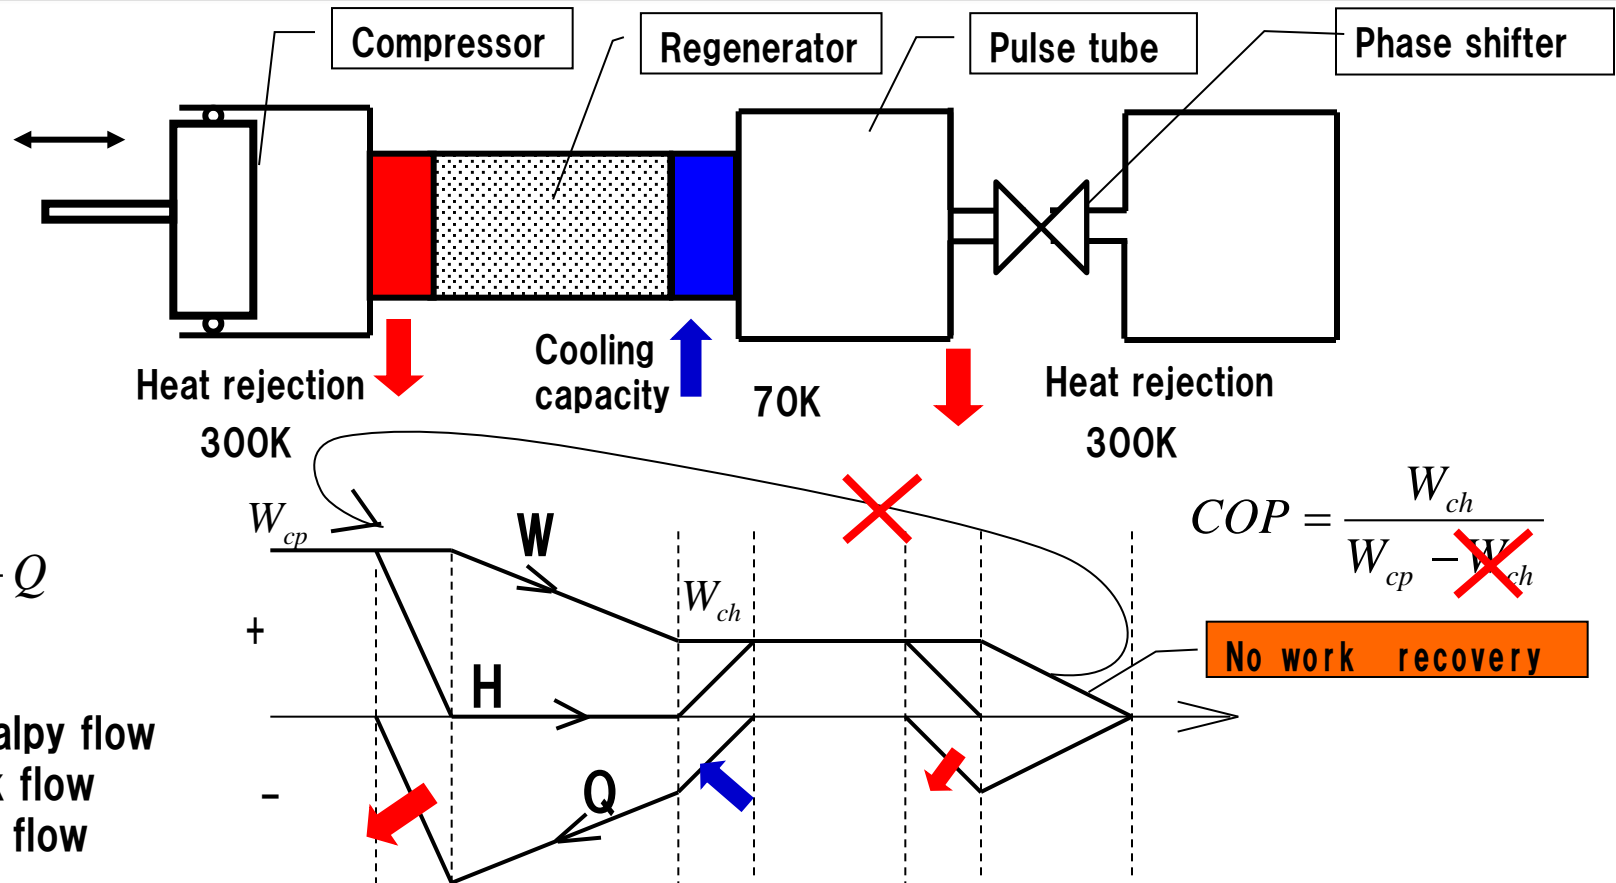 Compressor
Regenerator
Pulse tube
Phase shifter
Heat rejection
300K
Cooling
capacity
70K
Heat rejection
300K
W_cp
W
W_ch
COP = W_ch / (W_cp − W_ch)
Q
+
No work recovery
H
alpy flow
k flow
flow
−
Q